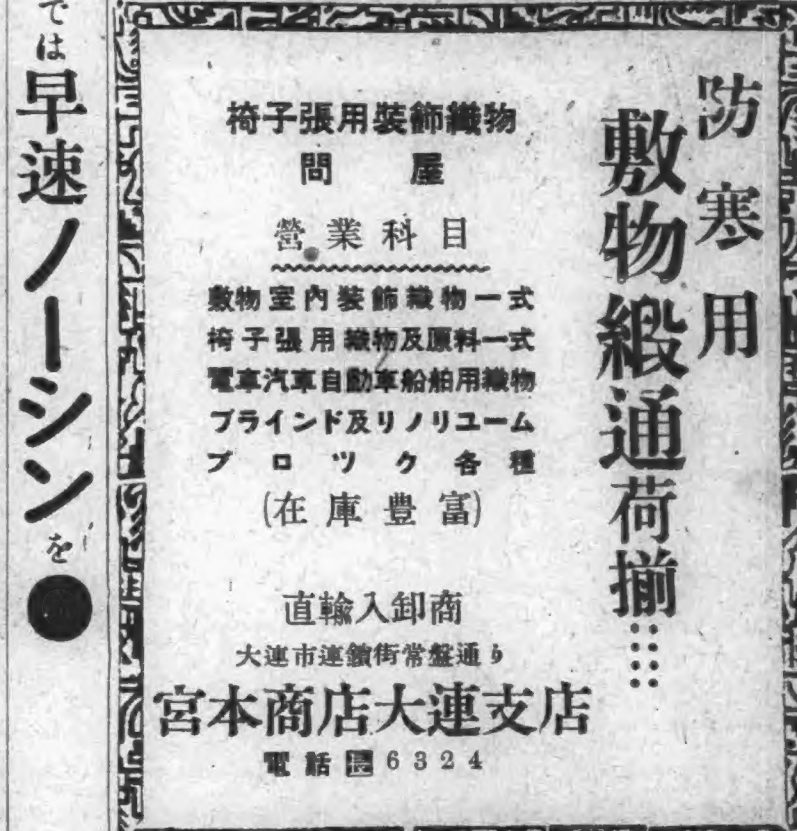 防寒用
敷物緞通荷揃……
椅子張用裝飾織物
問屋
營業科目
敷物室內裝飾織物一式
椅子張用織物及原料一式
電車汽車自動車船舶用織物
ブラインド及リノリユーム
ブロツク各種
(在庫豐富)
直輸入卸商
大連市連鎖街常盤通り
宮本商店大連支店
電話長6324
では早速ノーシンを